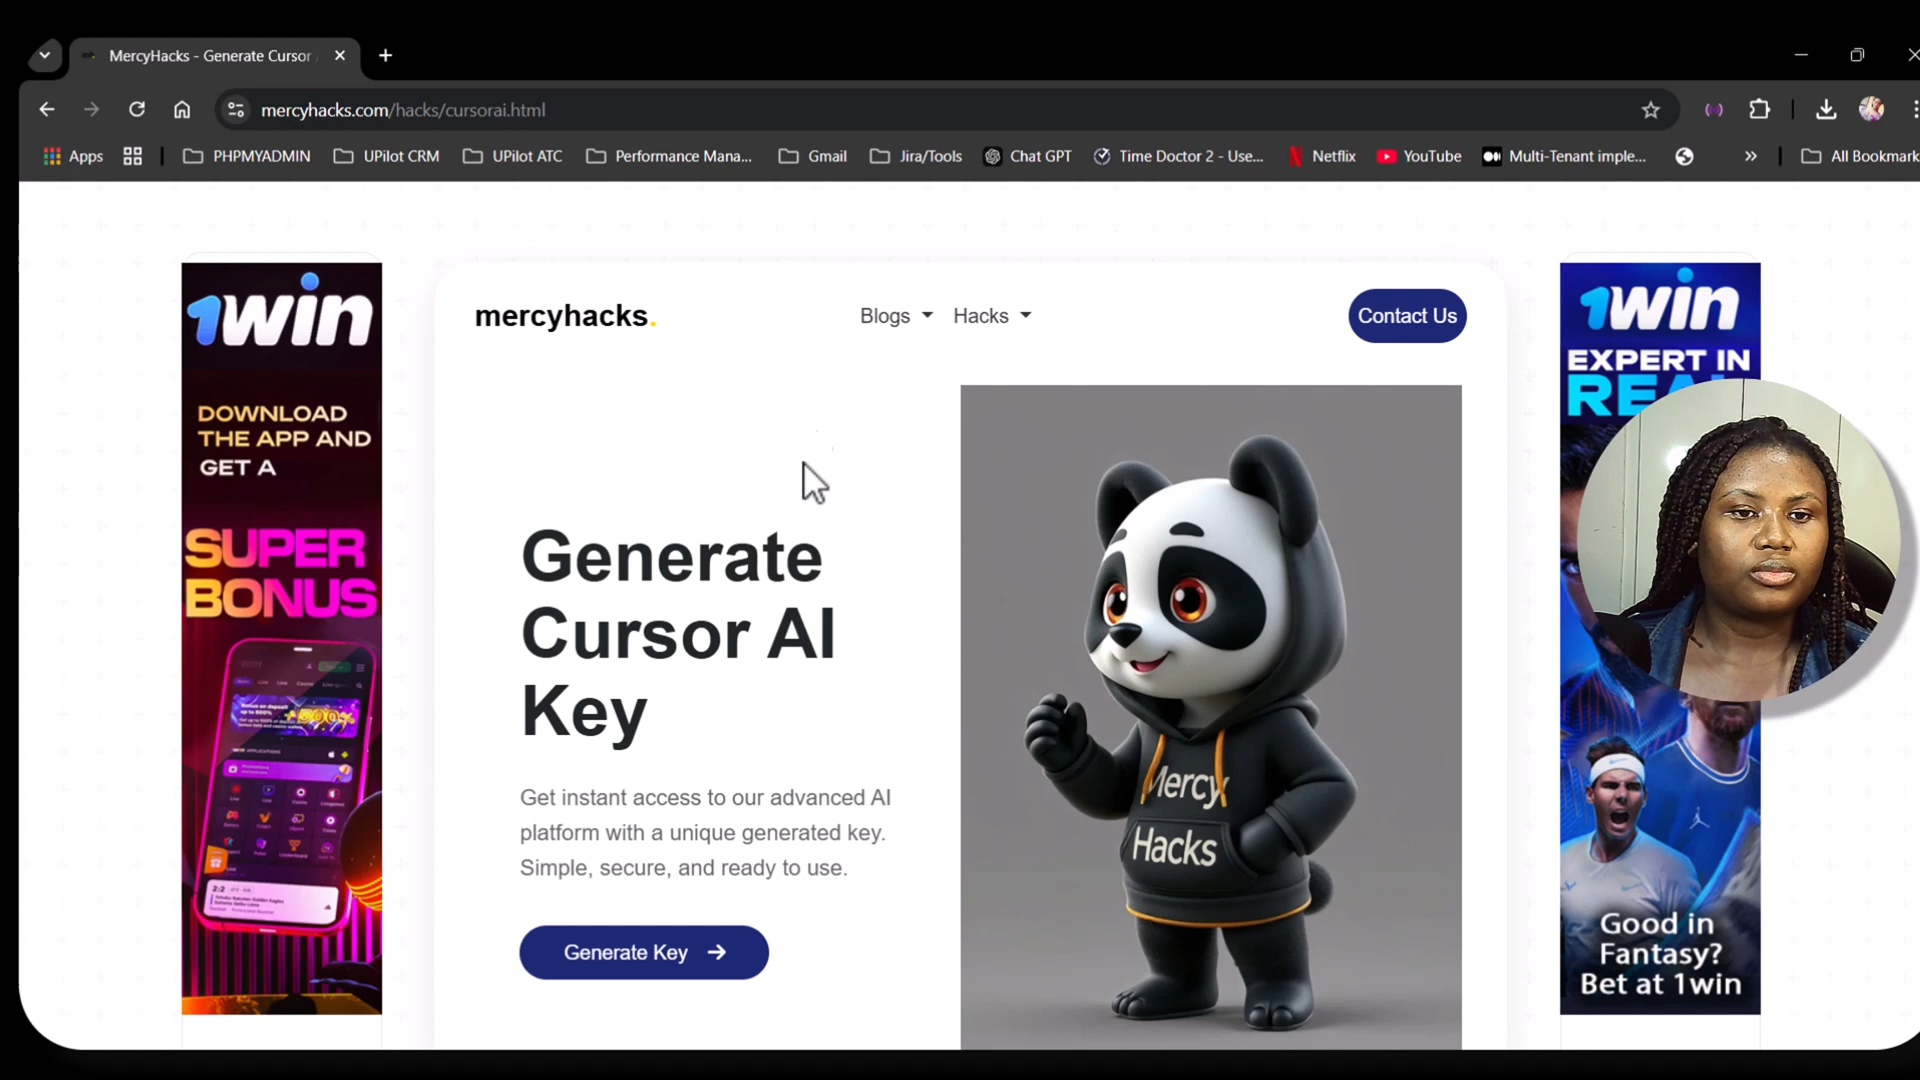 MercyHacks - Generate Cursor
mercyhacks.com/hacks/cursorai.html
Apps
PHPMYADMIN
UPilot CRM
UPilot ATC
Performance Mana...
Gmail
Jira/Tools
Chat GPT
Time Doctor 2 - Use...
Netflix
YouTube
Multi-Tenant imple...
»
All Bookmark
1win
DOWNLOAD
THE APP AND
GET A
SUPER
BONUS
mercyhacks.
Blogs
Hacks
Contact Us
Generate
Cursor AI
Key
Get instant access to our advanced AI
platform with a unique generated key.
Simple, secure, and ready to use.
Generate Key
Mercy
Hacks
1win
EXPERT IN
Good in
Fantasy?
Bet at 1win